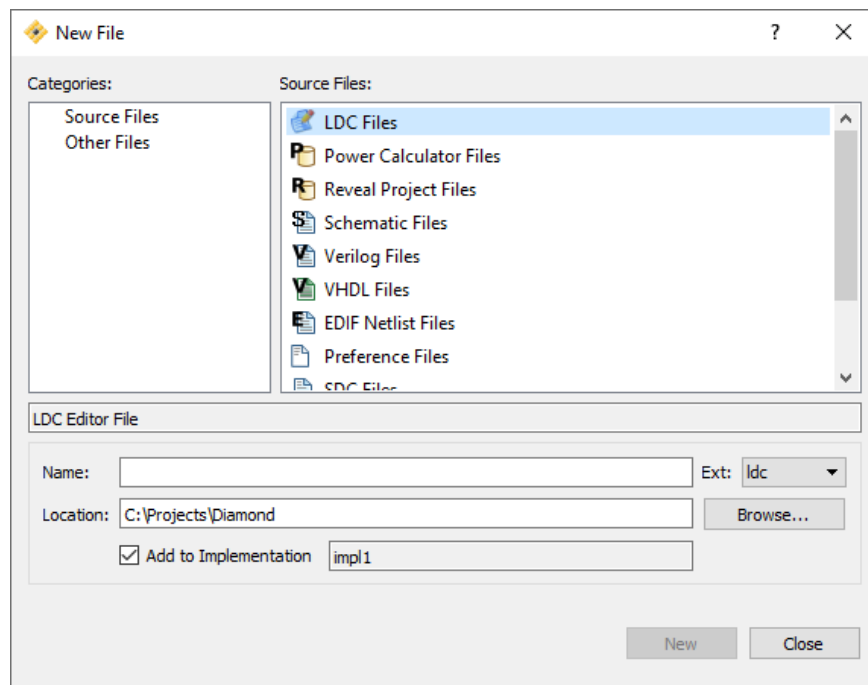 New File
Categories:
Source Files:
Source Files
Other Files
LDC Files
Power Calculator Files
Reveal Project Files
Schematic Files
Verilog Files
VHDL Files
EDIF Netlist Files
Preference Files
SDC Files
LDC Editor File
Name:
Ext: ldc
Location: C:\Projects\Diamond
Browse...
Add to Implementation impl1
New
Close